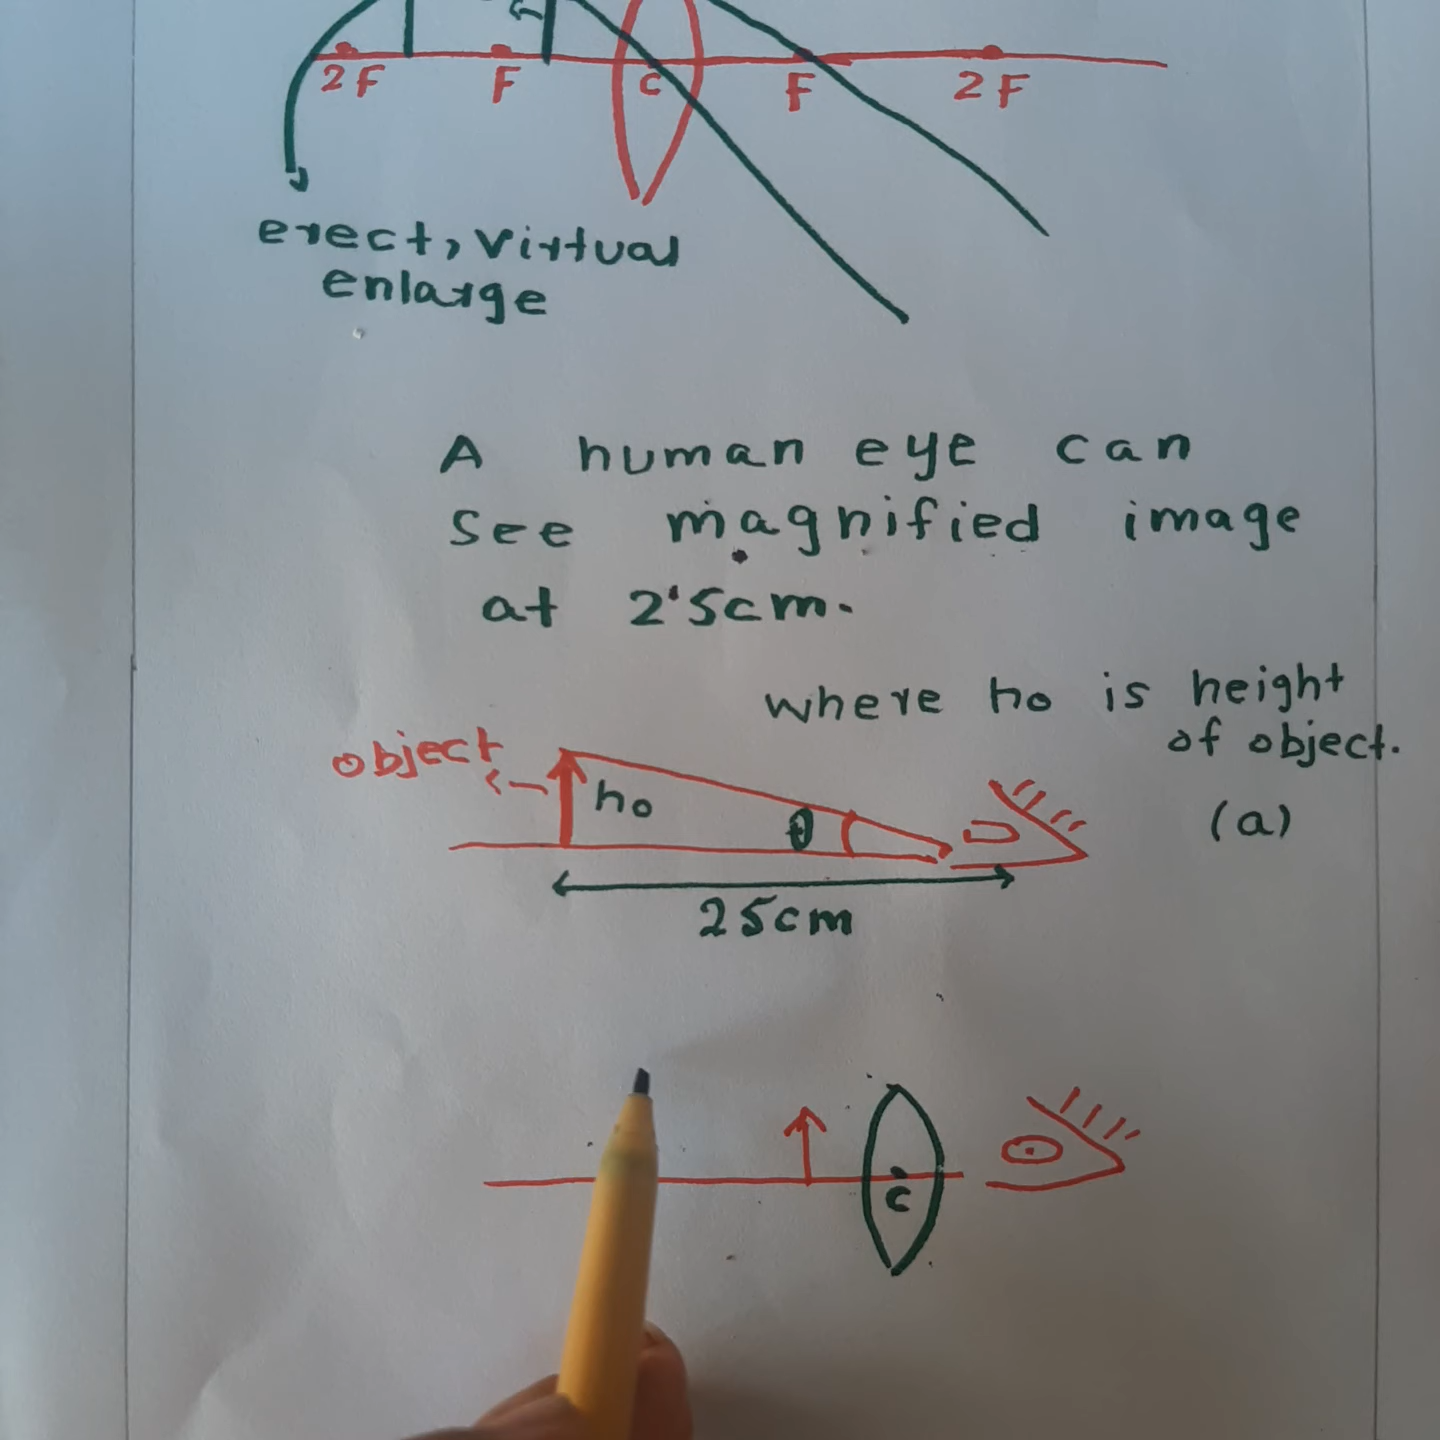 2F F C F 2F
erect, virtual
enlarge
A human eye can
see magnified image
at 2'5cm.
where ho is height
of object.
object
ho
θ
(a)
25cm
C